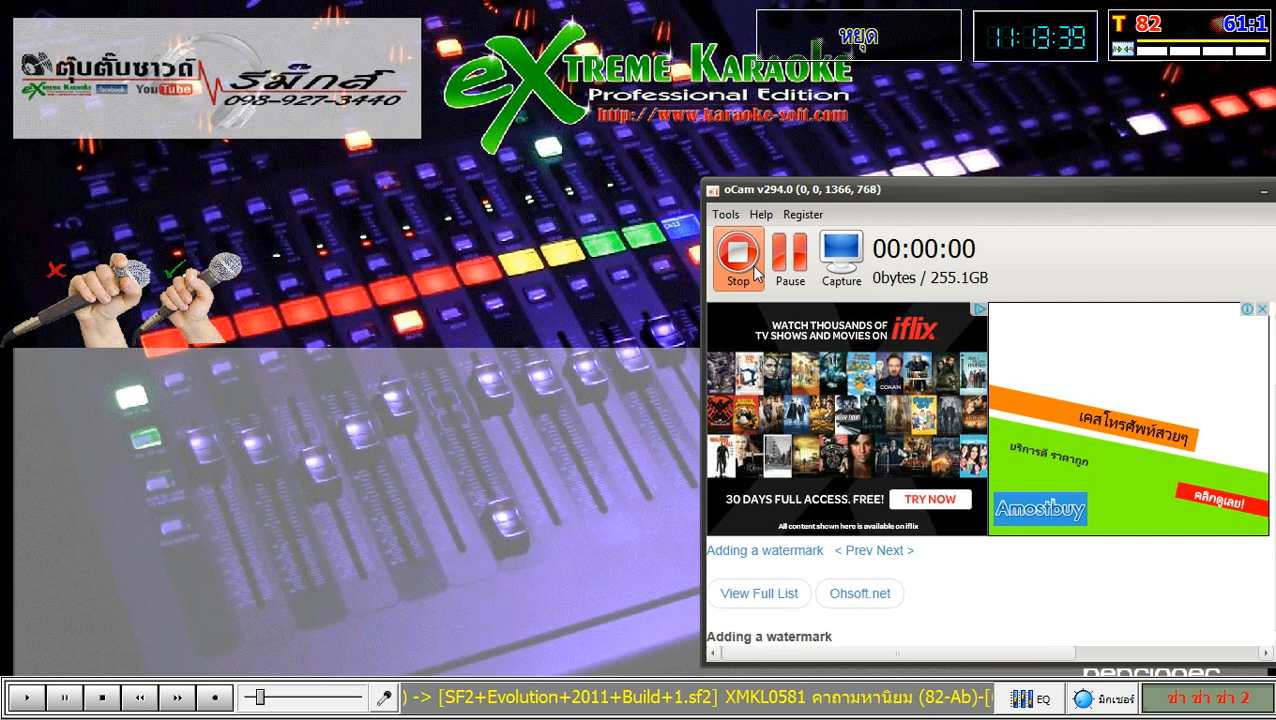 ตุ๊บตั๊บซาวด์
รีมิ๊กส์
eXtreme Karaoke facebook YouTube
098-927-3440
eXtreme Karaoke
Professional Edition
http://www.karaoke-soft.com
หยุด
11:13:39
T 82 61:1
oCam v294.0 (0, 0, 1366, 768)
Tools Help Register
00:00:00
0bytes / 255.1GB
Stop Pause Capture
WATCH THOUSANDS OF
TV SHOWS AND MOVIES ON iflix
30 DAYS FULL ACCESS. FREE! TRY NOW
All content shown here is available on iflix
เคสโทรศัพท์สวยๆ
บริการดี ราคาถูก
คลิกดูเลย!
Amostbuy
Adding a watermark < Prev Next >
View Full List Ohsoft.net
Adding a watermark
) -> [SF2+Evolution+2011+Build+1.sf2] XMKL0581 คาถามหานิยม (82-Ab)-[
EQ มิกเซอร์ ช่า ช่า ช่า 2